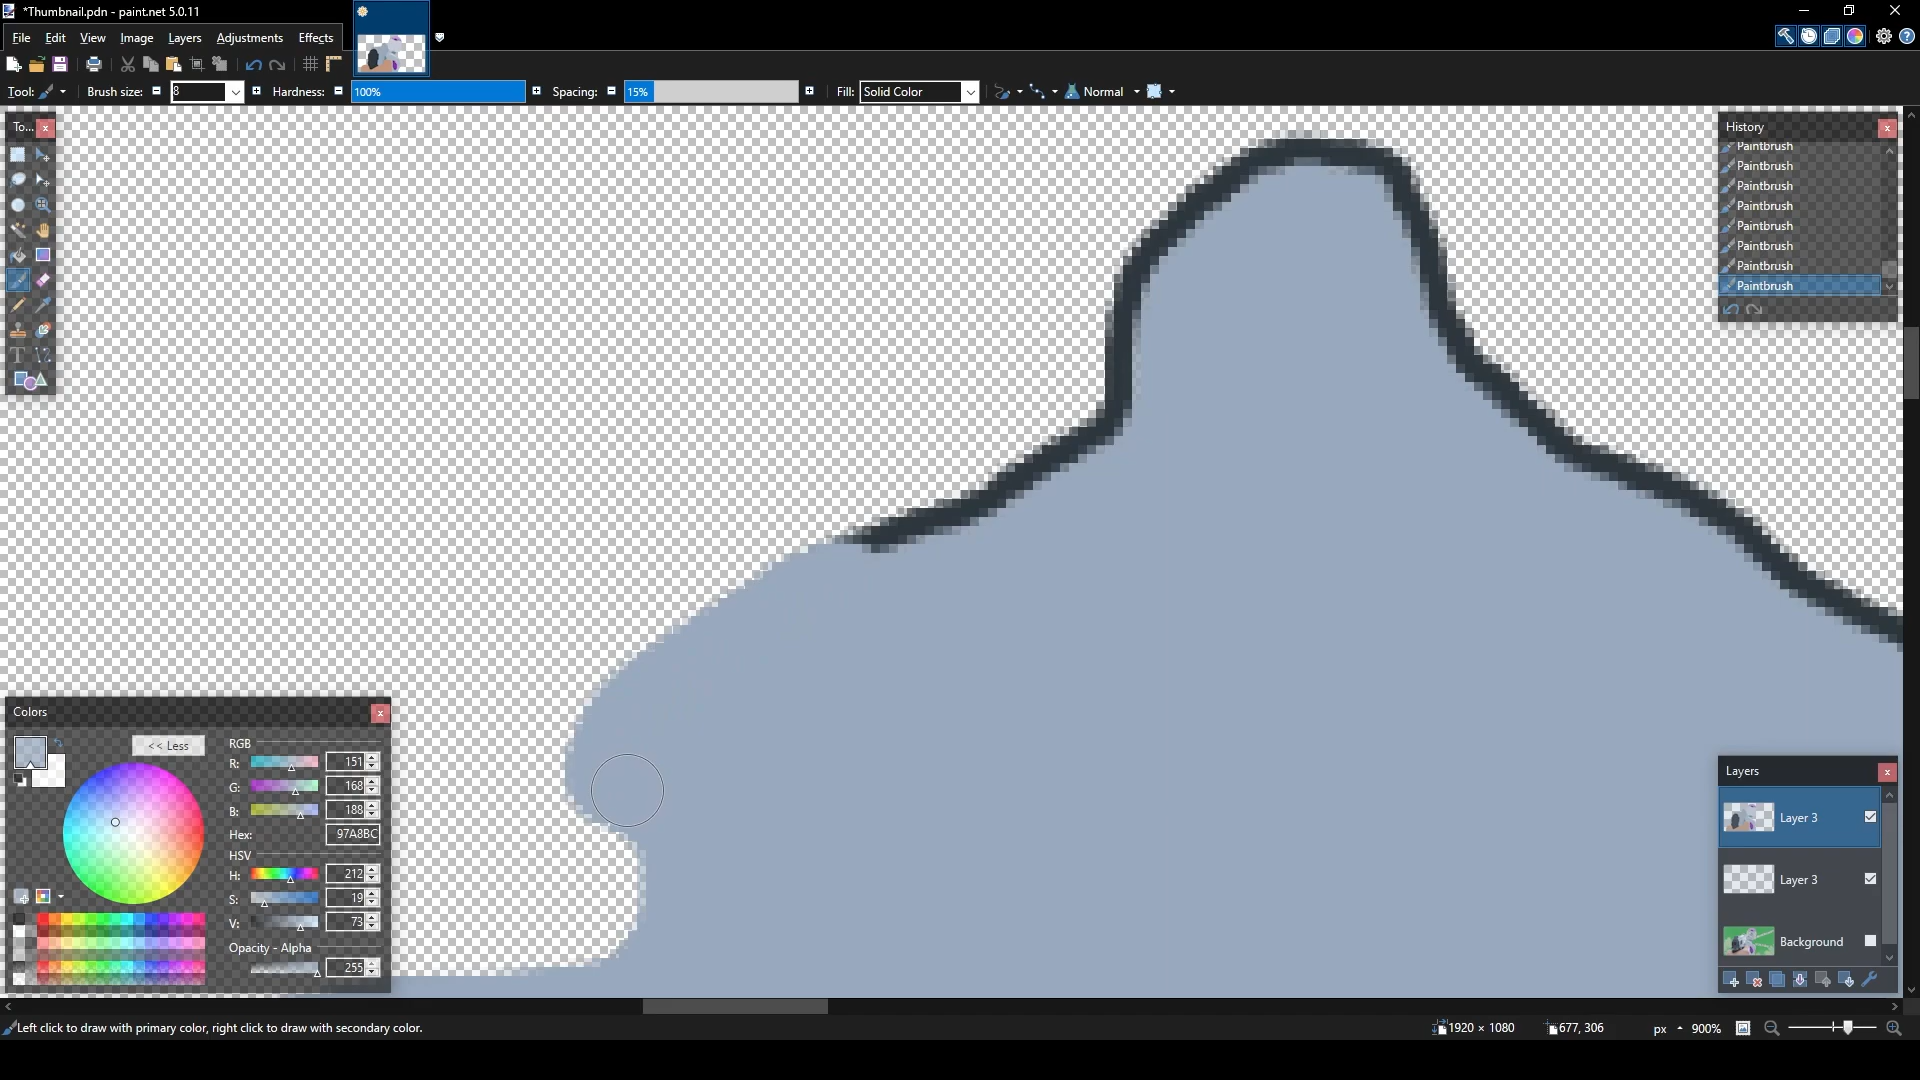 *Thumbnail.pdn - paint.net 5.0.11
File Edit View Image Layers Adjustments Effects
Tool: Brush size: 8 Hardness: 100% Spacing: 15% Fill: Solid Color Normal
To...
History
Paintbrush
Paintbrush
Paintbrush
Paintbrush
Paintbrush
Paintbrush
Paintbrush
Paintbrush
Colors
<< Less
RGB
R: 151
G: 168
B: 188
Hex: 97A8BC
HSV
H: 212
S: 19
V: 73
Opacity - Alpha
255
Layers
Layer 3
Layer 3
Background
Left click to draw with primary color, right click to draw with secondary color.
1920 × 1080 677, 306 px 900%